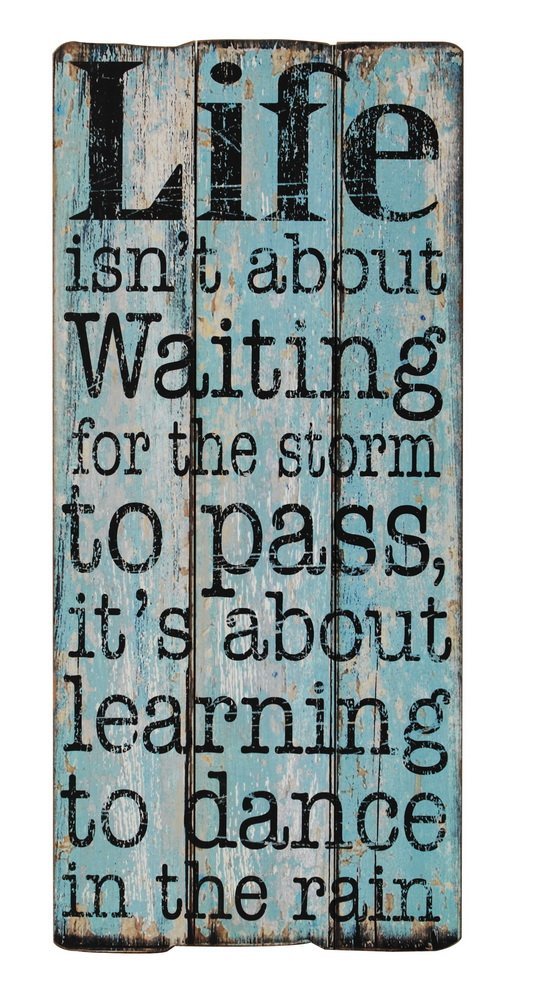 Life
isn't about
Waiting
for the storm
to pass,
it's about
learning
to dance
in the rain